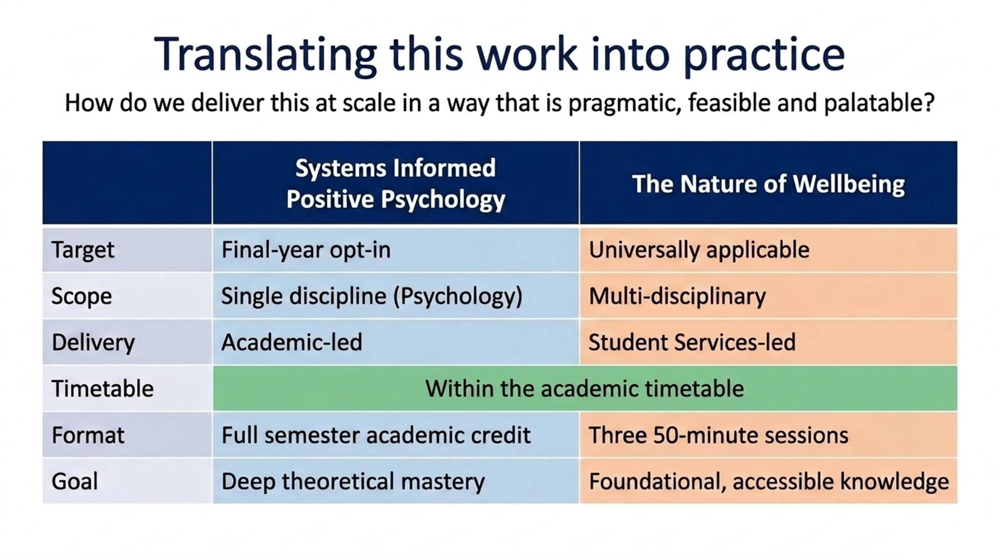 Translating this work into practice
How do we deliver this at scale in a way that is pragmatic, feasible and palatable?
Systems Informed
Positive Psychology
The Nature of Wellbeing
Target
Final-year opt-in
Universally applicable
Scope
Single discipline (Psychology)
Multi-disciplinary
Delivery
Academic-led
Student Services-led
Timetable
Within the academic timetable
Format
Full semester academic credit
Three 50-minute sessions
Goal
Deep theoretical mastery
Foundational, accessible knowledge